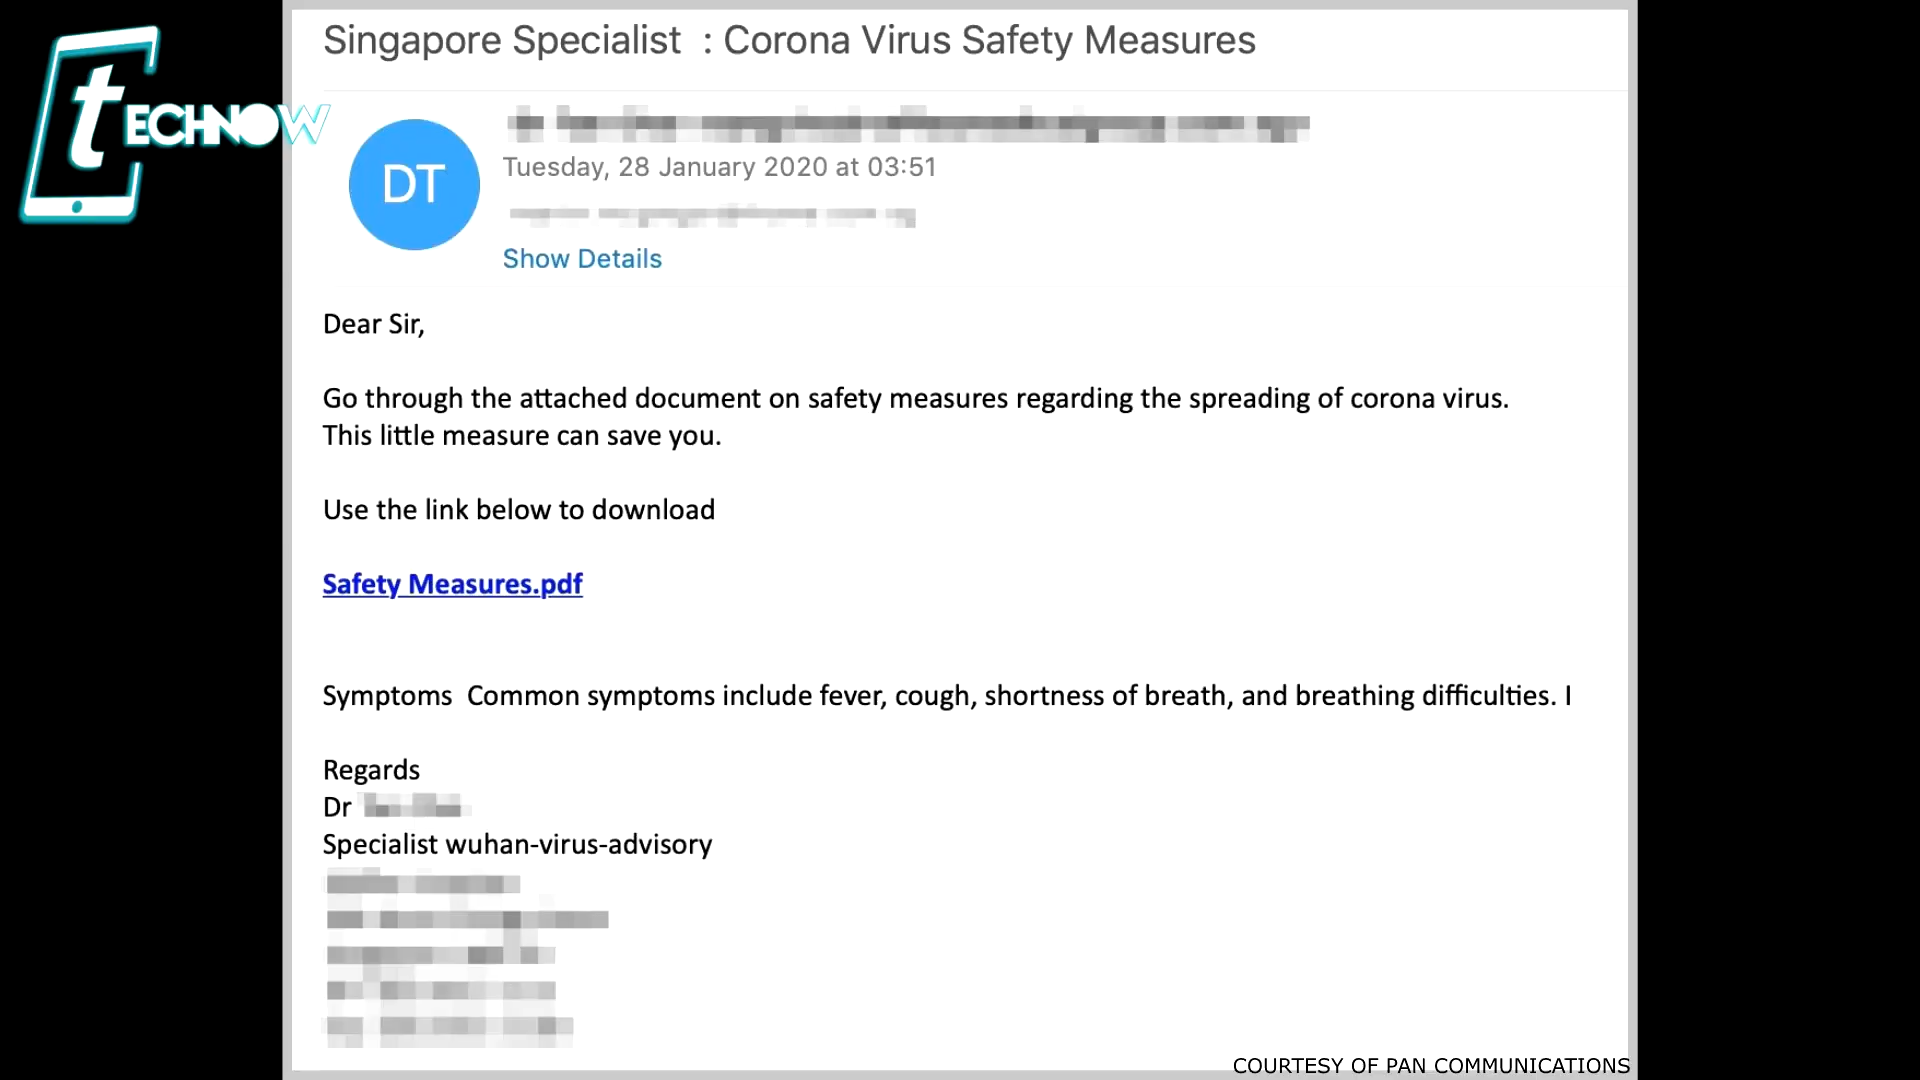 tECHNOW
Singapore Specialist  : Corona Virus Safety Measures
DT
Tuesday, 28 January 2020 at 03:51
Show Details
Dear Sir,
Go through the attached document on safety measures regarding the spreading of corona virus.
This little measure can save you.
Use the link below to download
Safety Measures.pdf
Symptoms  Common symptoms include fever, cough, shortness of breath, and breathing difficulties. I
Regards
Dr
Specialist wuhan-virus-advisory
COURTESY OF PAN COMMUNICATIONS